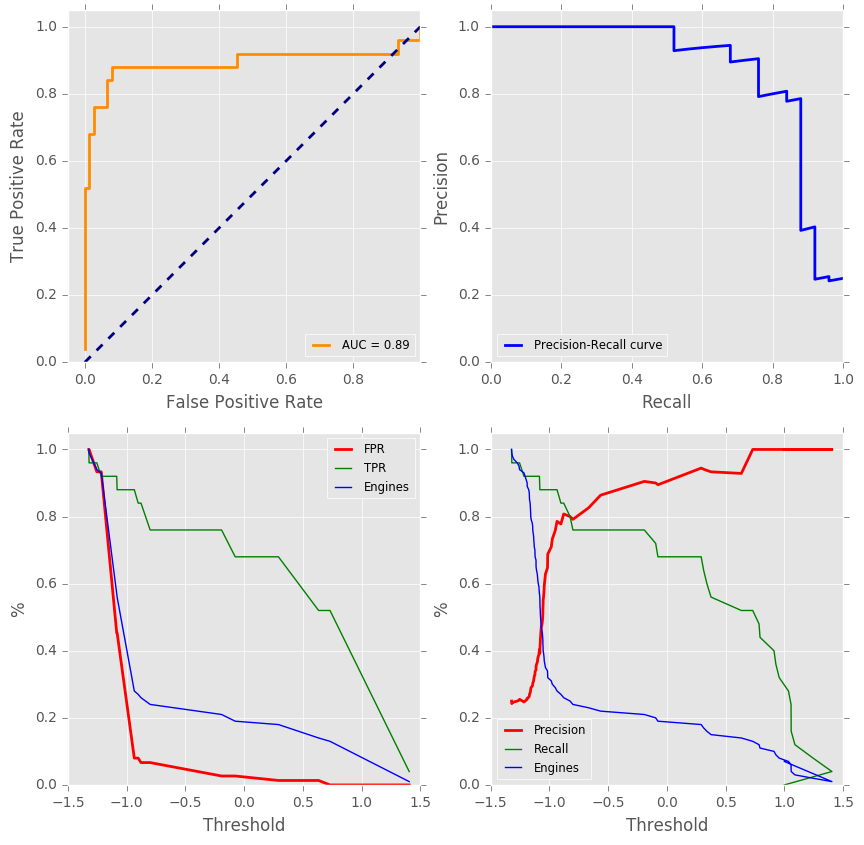 1.0
0.8
0.6
0.4
0.2
0.0
True Positive Rate
0.0 0.2 0.4 0.6 0.8
False Positive Rate
AUC = 0.89
1.0
0.8
0.6
0.4
0.2
0.0
Precision
0.0 0.2 0.4 0.6 0.8 1.0
Recall
Precision-Recall curve
1.0
0.8
0.6
0.4
0.2
0.0
%
−1.5 −1.0 −0.5 0.0 0.5 1.0 1.5
Threshold
FPR
TPR
Engines
1.0
0.8
0.6
0.4
0.2
0.0
%
−1.5 −1.0 −0.5 0.0 0.5 1.0 1.5
Threshold
Precision
Recall
Engines